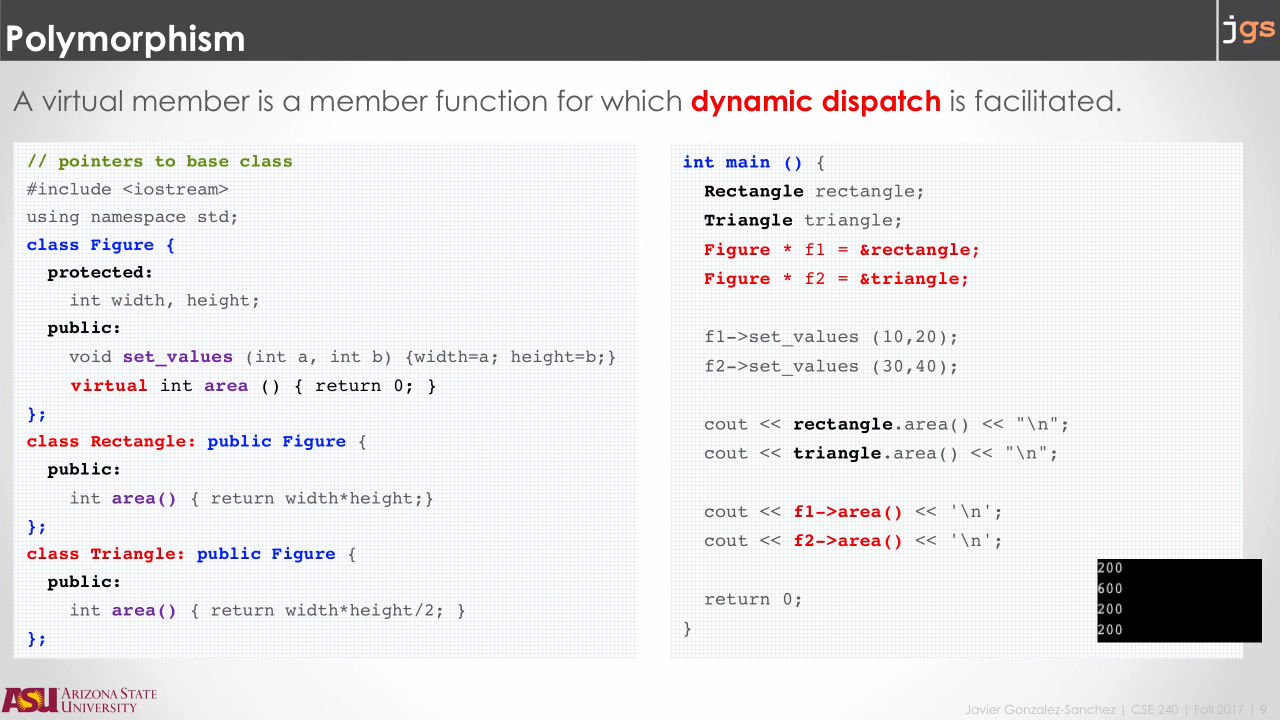 Polymorphism
jgs
A virtual member is a member function for which dynamic dispatch is facilitated.
// pointers to base class
#include <iostream>
using namespace std;
class Figure {
protected:
int width, height;
public:
void set_values (int a, int b) {width=a; height=b;}
virtual int area () { return 0; }
};
class Rectangle: public Figure {
public:
int area() { return width*height;}
};
class Triangle: public Figure {
public:
int area() { return width*height/2; }
};
int main () {
Rectangle rectangle;
Triangle triangle;
Figure * f1 = &rectangle;
Figure * f2 = &triangle;
f1->set_values (10,20);
f2->set_values (30,40);
cout << rectangle.area() << "\n";
cout << triangle.area() << "\n";
cout << f1->area() << '\n';
cout << f2->area() << '\n';
return 0;
}
200
600
200
200
ASU ARIZONA STATE
UNIVERSITY
Javier Gonzalez-Sanchez | CSE 240 | Fall 2017 | 9